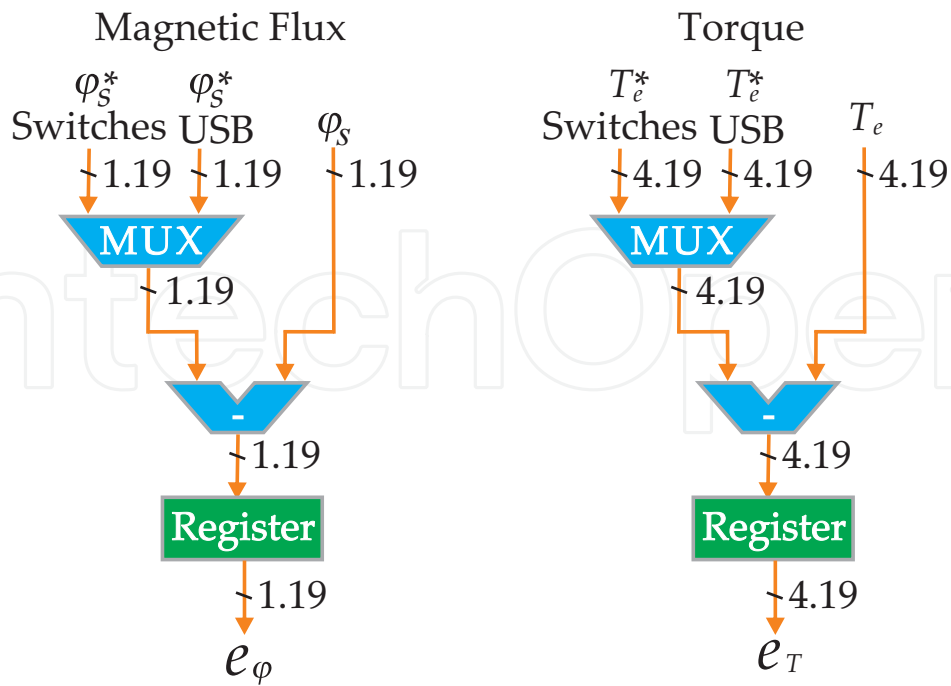 Magnetic Flux
φs* φs*
Switches USB φs
1.19 1.19 1.19
MUX
1.19
-
1.19
Register
1.19
eφ
Torque
Te* Te*
Switches USB Te
4.19 4.19 4.19
MUX
4.19
-
4.19
Register
4.19
eT
ntechOpe